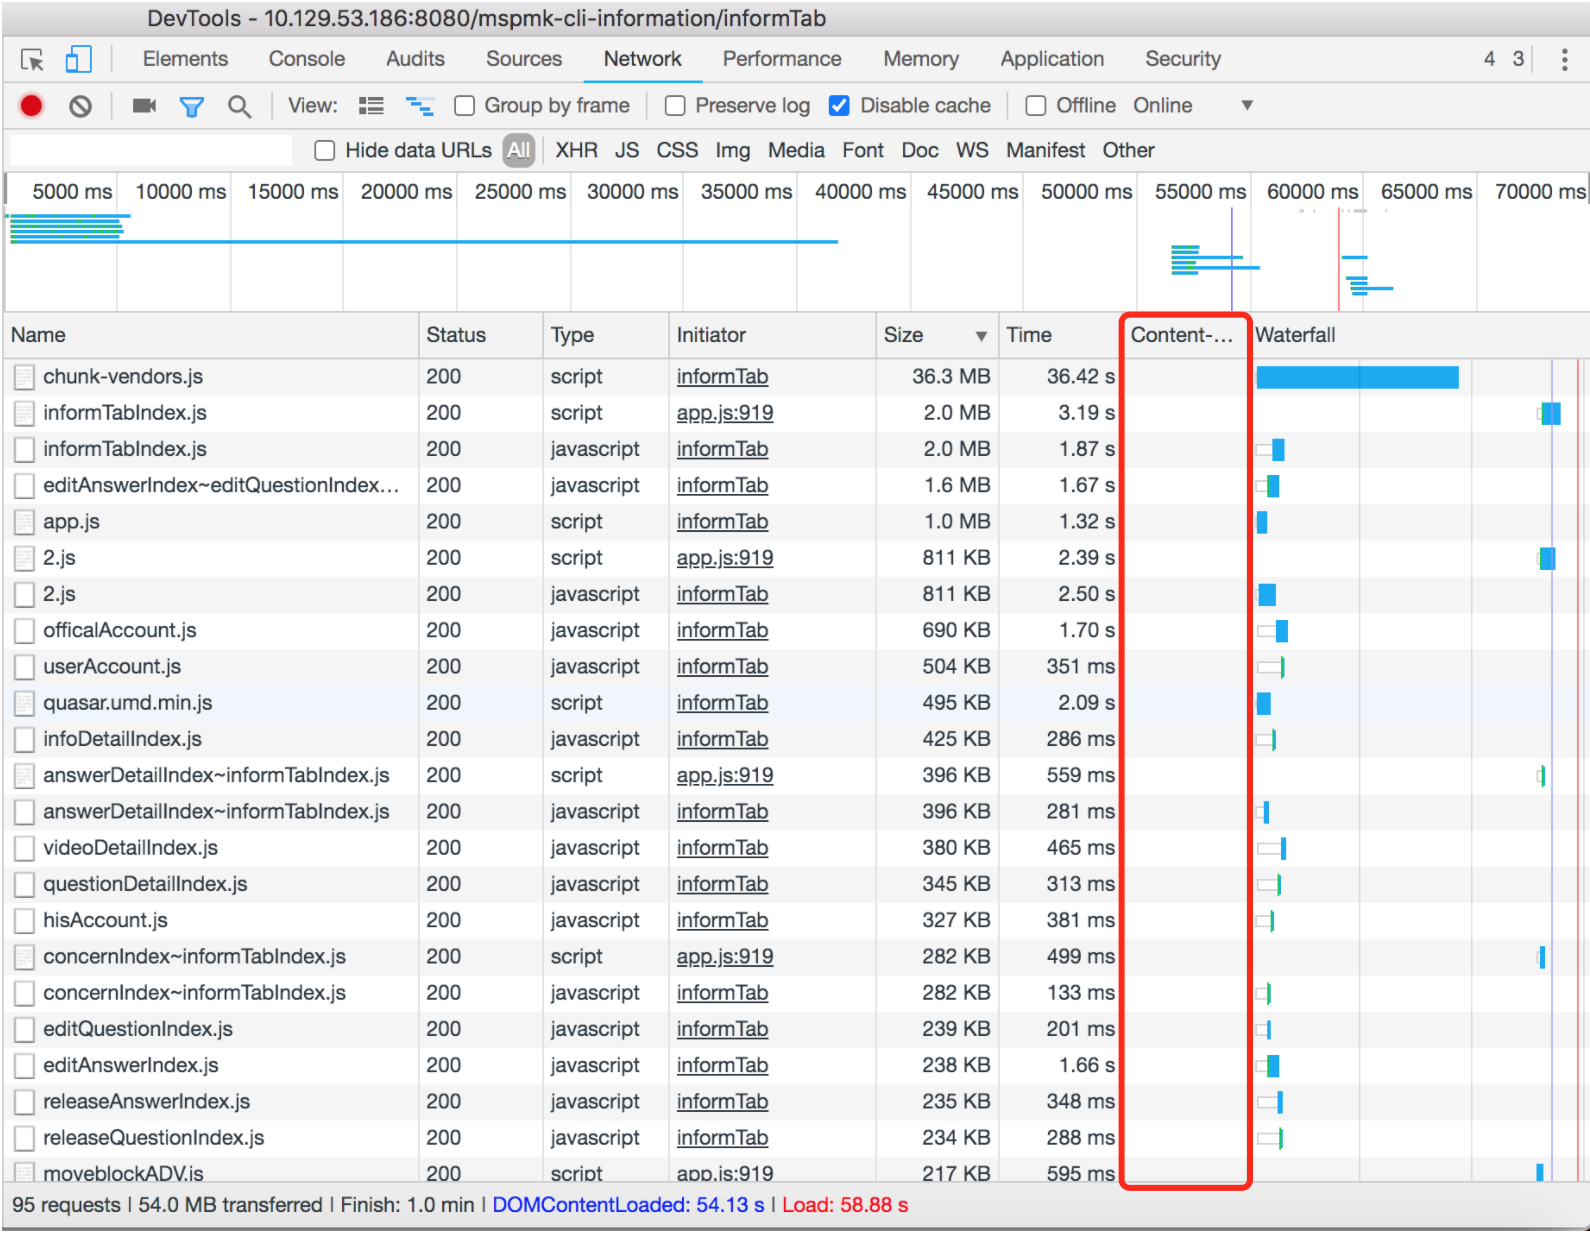 DevTools - 10.129.53.186:8080/mspmk-cli-information/informTab
Elements Console Audits Sources Network Performance Memory Application Security 4 3
View: Group by frame Preserve log Disable cache Offline Online
Hide data URLs All XHR JS CSS Img Media Font Doc WS Manifest Other
5000 ms 10000 ms 15000 ms 20000 ms 25000 ms 30000 ms 35000 ms 40000 ms 45000 ms 50000 ms 55000 ms 60000 ms 65000 ms 70000 ms
Name Status Type Initiator Size Time Content-... Waterfall
chunk-vendors.js 200 script informTab 36.3 MB 36.42 s
informTabIndex.js 200 script app.js:919 2.0 MB 3.19 s
informTabIndex.js 200 javascript informTab 2.0 MB 1.87 s
editAnswerIndex~editQuestionIndex... 200 javascript informTab 1.6 MB 1.67 s
app.js 200 script informTab 1.0 MB 1.32 s
2.js 200 script app.js:919 811 KB 2.39 s
2.js 200 javascript informTab 811 KB 2.50 s
officalAccount.js 200 javascript informTab 690 KB 1.70 s
userAccount.js 200 javascript informTab 504 KB 351 ms
quasar.umd.min.js 200 script informTab 495 KB 2.09 s
infoDetailIndex.js 200 javascript informTab 425 KB 286 ms
answerDetailIndex~informTabIndex.js 200 script app.js:919 396 KB 559 ms
answerDetailIndex~informTabIndex.js 200 javascript informTab 396 KB 281 ms
videoDetailIndex.js 200 javascript informTab 380 KB 465 ms
questionDetailIndex.js 200 javascript informTab 345 KB 313 ms
hisAccount.js 200 javascript informTab 327 KB 381 ms
concernIndex~informTabIndex.js 200 script app.js:919 282 KB 499 ms
concernIndex~informTabIndex.js 200 javascript informTab 282 KB 133 ms
editQuestionIndex.js 200 javascript informTab 239 KB 201 ms
editAnswerIndex.js 200 javascript informTab 238 KB 1.66 s
releaseAnswerIndex.js 200 javascript informTab 235 KB 348 ms
releaseQuestionIndex.js 200 javascript informTab 234 KB 288 ms
moveblockADV.js 200 script app.js:919 217 KB 595 ms
95 requests | 54.0 MB transferred | Finish: 1.0 min | DOMContentLoaded: 54.13 s | Load: 58.88 s